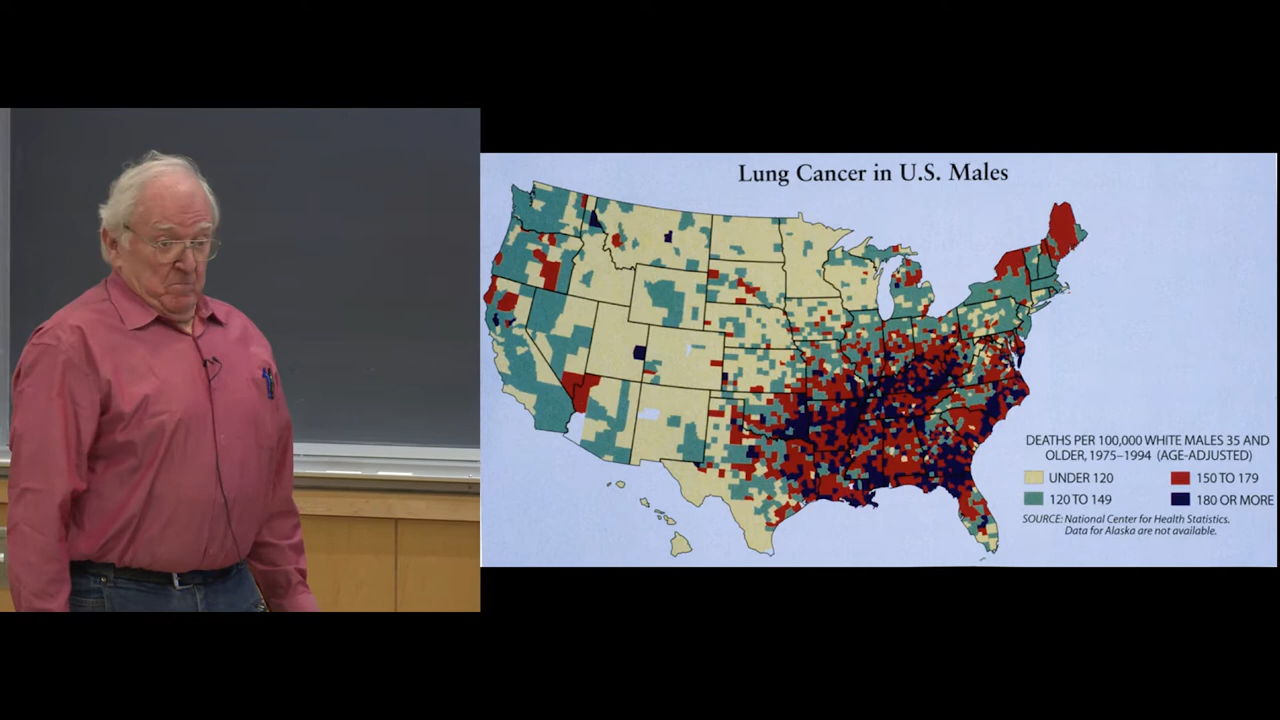 Lung Cancer in U.S. Males
DEATHS PER 100,000 WHITE MALES 35 AND
OLDER, 1975–1994 (AGE-ADJUSTED)
UNDER 120
150 TO 179
120 TO 149
180 OR MORE
SOURCE: National Center for Health Statistics.
Data for Alaska are not available.